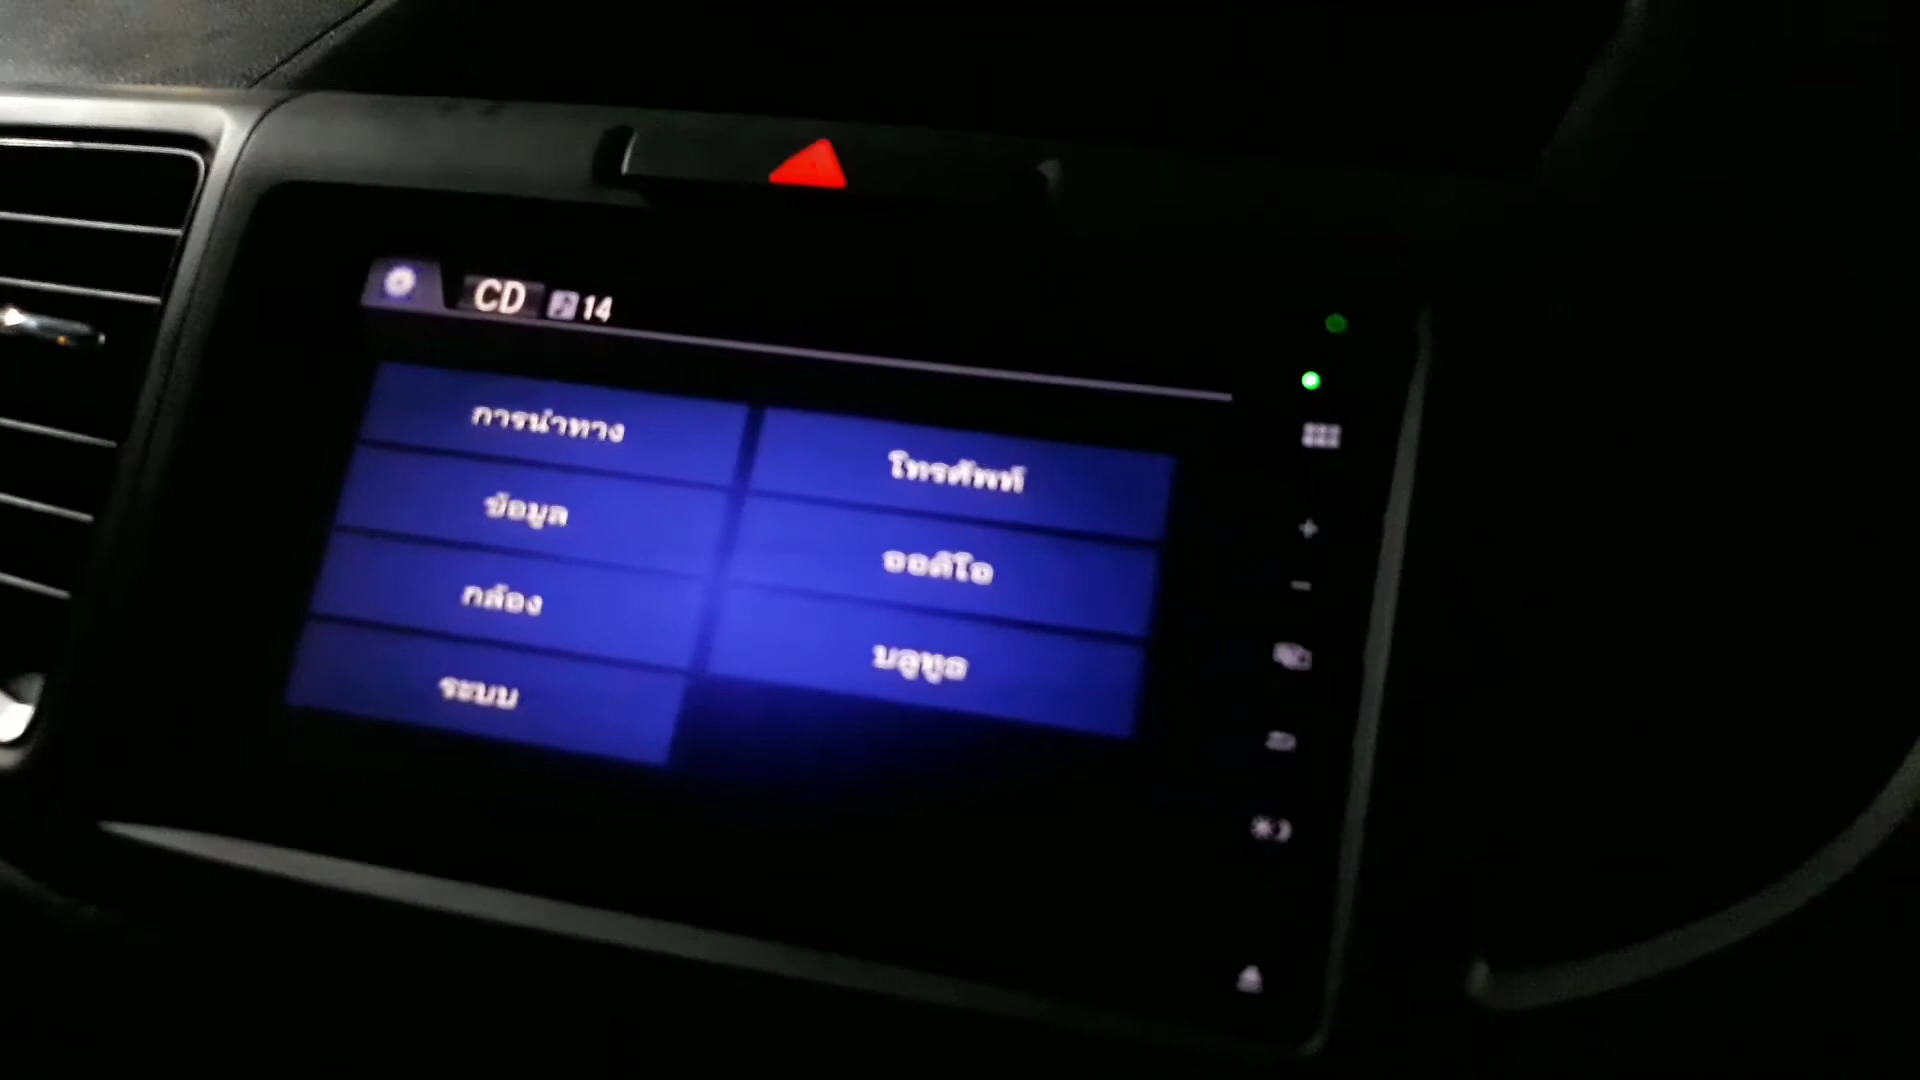 CD 14
การนำทาง
โทรศัพท์
ข้อมูล
ออดิโอ
กล้อง
บลูทูธ
ระบบ
+
-